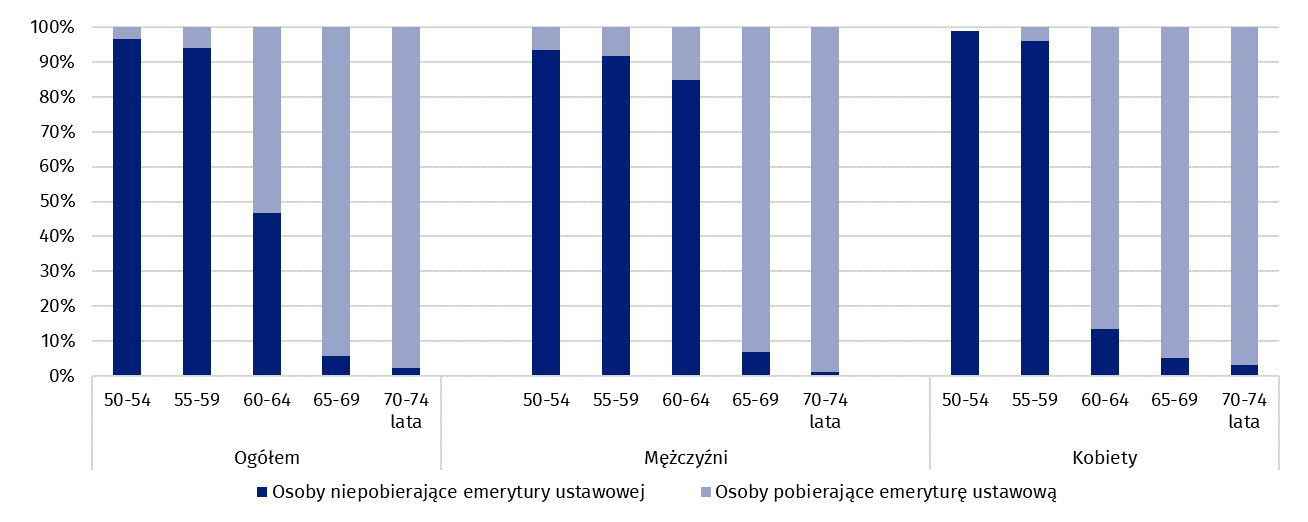 100%
90%
80%
70%
60%
50%
40%
30%
20%
10%
0%
50-54 55-59 60-64 65-69 70-74 50-54 55-59 60-64 65-69 70-74 50-54 55-59 60-64 65-69 70-74
lata lata lata
Ogółem Mężczyźni Kobiety
Osoby niepobierające emerytury ustawowej Osoby pobierające emeryturę ustawową